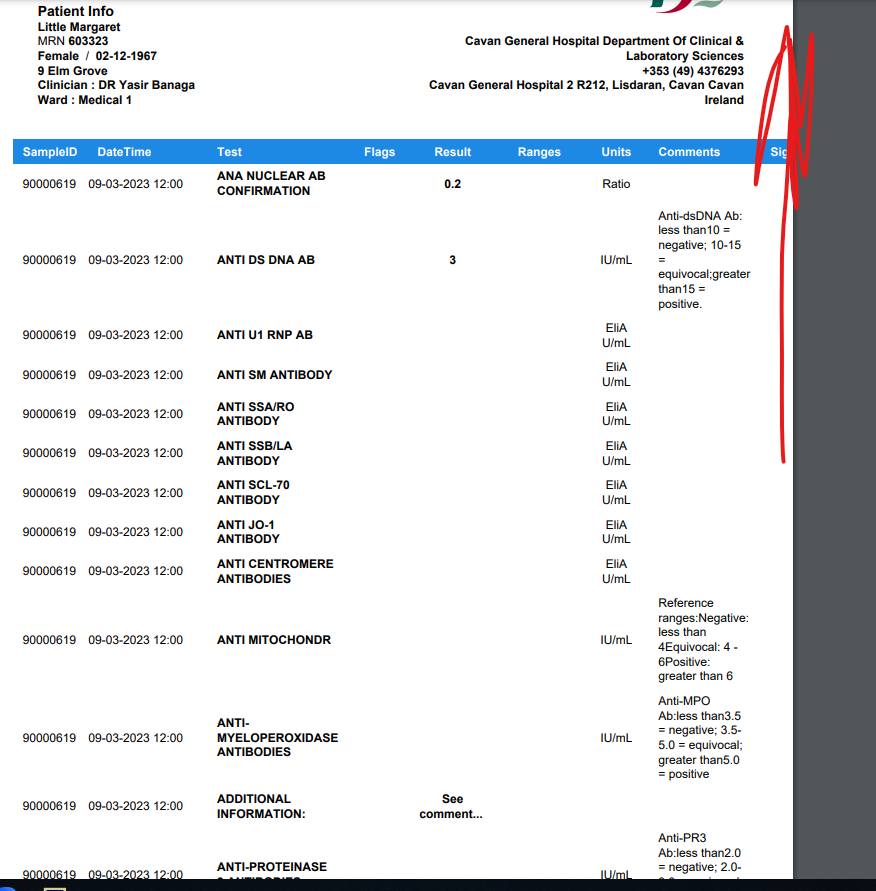 Patient Info
Little Margaret
MRN 603323
Female / 02-12-1967
9 Elm Grove
Clinician : DR Yasir Banaga
Ward : Medical 1
Cavan General Hospital Department Of Clinical &
Laboratory Sciences
+353 (49) 4376293
Cavan General Hospital 2 R212, Lisdaran, Cavan Cavan
Ireland
SampleID DateTime Test Flags Result Ranges Units Comments
90000619 09-03-2023 12:00 ANA NUCLEAR AB
CONFIRMATION 0.2 Ratio
90000619 09-03-2023 12:00 ANTI DS DNA AB 3 IU/mL
Anti-dsDNA Ab:
less than10 =
negative; 10-15
=
equivocal;greater
than15 =
positive.
90000619 09-03-2023 12:00 ANTI U1 RNP AB EliA
U/mL
90000619 09-03-2023 12:00 ANTI SM ANTIBODY EliA
U/mL
90000619 09-03-2023 12:00 ANTI SSA/RO
ANTIBODY EliA
U/mL
90000619 09-03-2023 12:00 ANTI SSB/LA
ANTIBODY EliA
U/mL
90000619 09-03-2023 12:00 ANTI SCL-70
ANTIBODY EliA
U/mL
90000619 09-03-2023 12:00 ANTI JO-1
ANTIBODY EliA
U/mL
90000619 09-03-2023 12:00 ANTI CENTROMERE
ANTIBODIES EliA
U/mL
90000619 09-03-2023 12:00 ANTI MITOCHONDR IU/mL
Reference
ranges:Negative:
less than
4Equivocal: 4 -
6Positive:
greater than 6
90000619 09-03-2023 12:00 ANTI-
MYELOPEROXIDASE
ANTIBODIES IU/mL
Anti-MPO
Ab:less than3.5
= negative; 3.5-
5.0 = equivocal;
greater than5.0
= positive
90000619 09-03-2023 12:00 ADDITIONAL
INFORMATION: See
comment...
90000619 09-03-2023 12:00 ANTI-PROTEINASE IU/mL
Anti-PR3
Ab:less than2.0
= negative; 2.0-